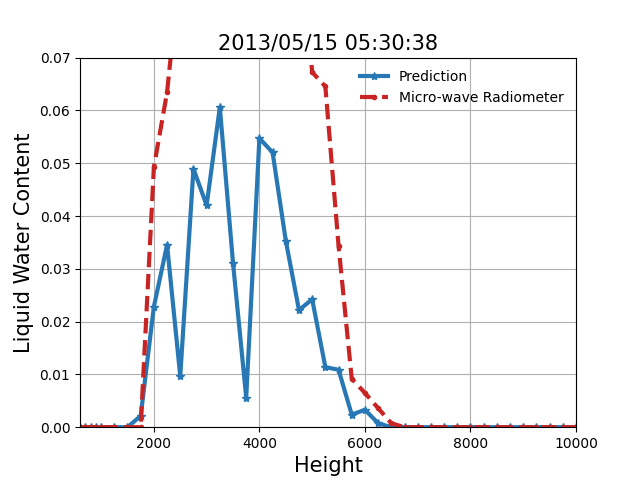 2013/05/15 05:30:38
0.07
0.06
0.05
0.04
0.03
0.02
0.01
0.00
Liquid Water Content
Prediction
Micro-wave Radiometer
2000 4000 6000 8000 10000
Height